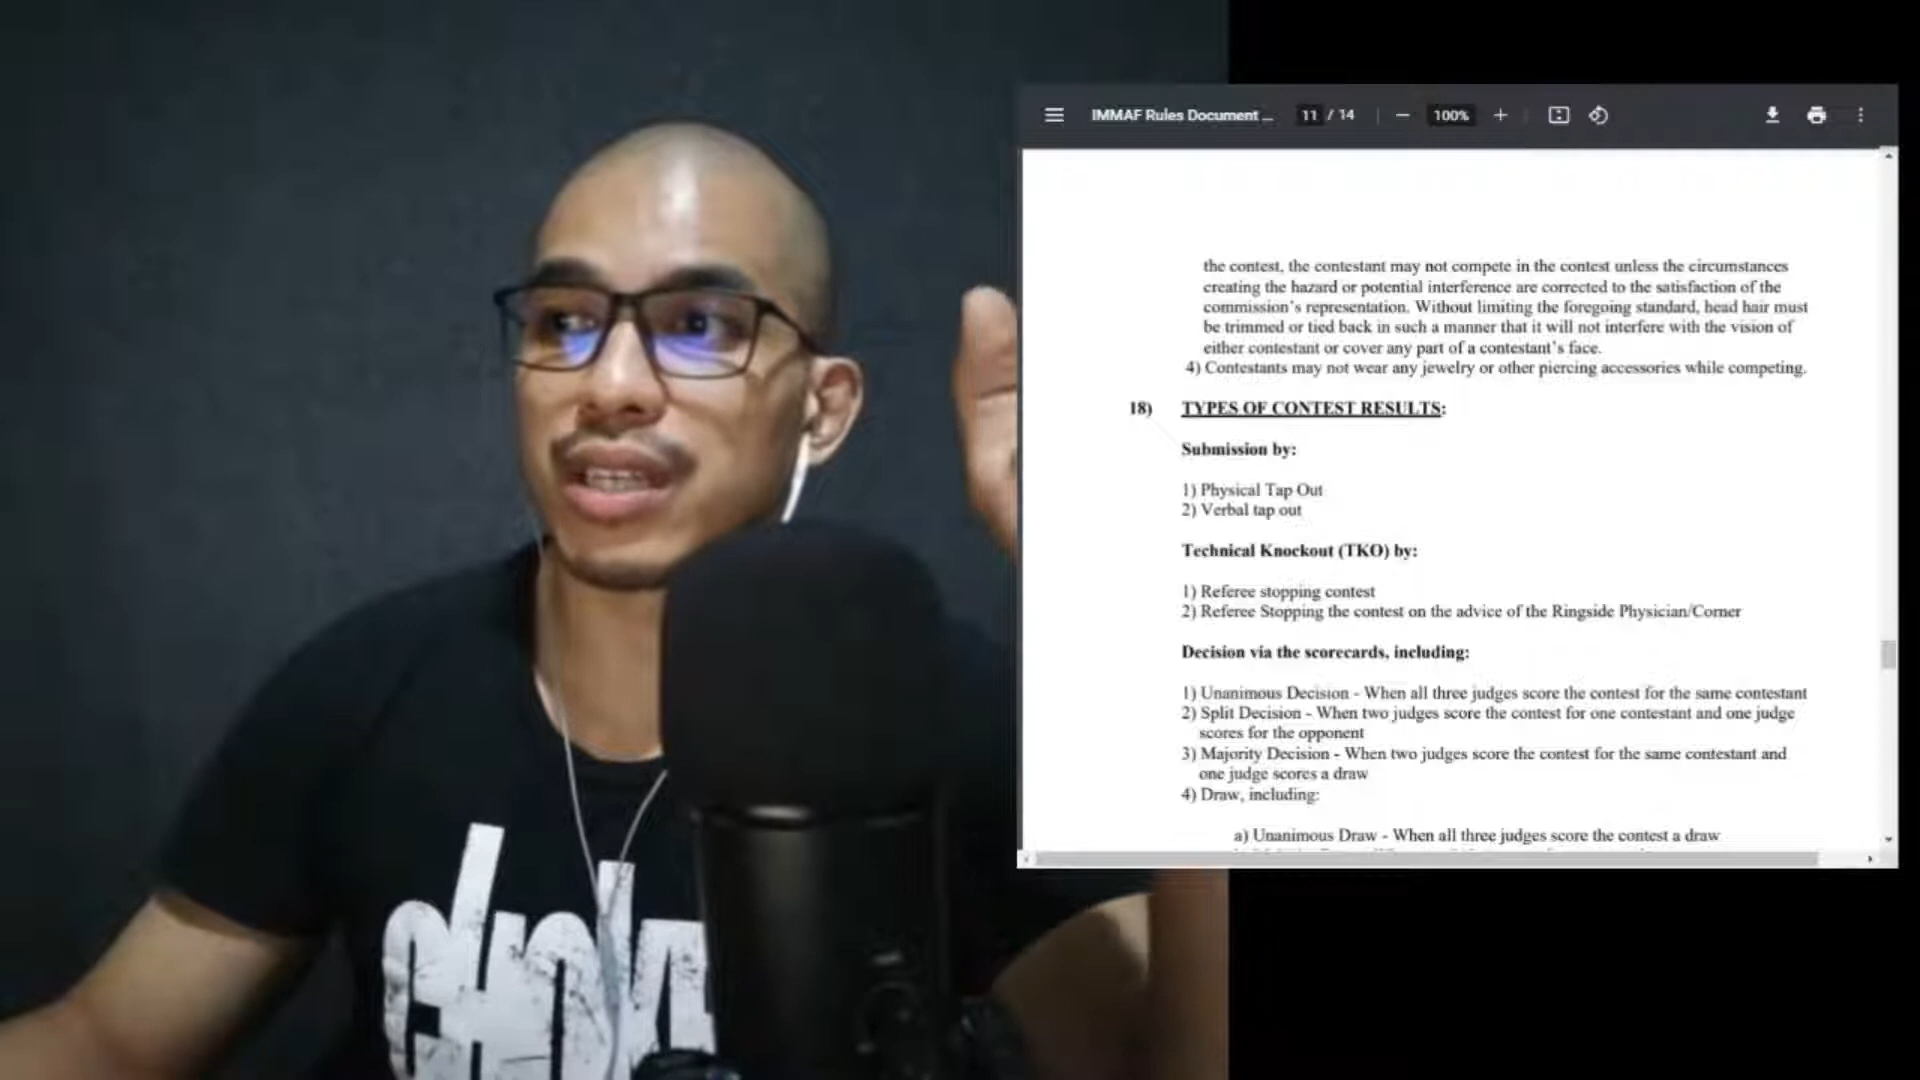 IMMAF Rules Document ...
11 / 14
100%
the contest, the contestant may not compete in the contest unless the circumstances
creating the hazard or potential interference are corrected to the satisfaction of the
commission's representation. Without limiting the foregoing standard, head hair must
be trimmed or tied back in such a manner that it will not interfere with the vision of
either contestant or cover any part of a contestant's face.
4) Contestants may not wear any jewelry or other piercing accessories while competing.
18) TYPES OF CONTEST RESULTS:
Submission by:
1) Physical Tap Out
2) Verbal tap out
Technical Knockout (TKO) by:
1) Referee stopping contest
2) Referee Stopping the contest on the advice of the Ringside Physician/Corner
Decision via the scorecards, including:
1) Unanimous Decision - When all three judges score the contest for the same contestant
2) Split Decision - When two judges score the contest for one contestant and one judge
scores for the opponent
3) Majority Decision - When two judges score the contest for the same contestant and
one judge scores a draw
4) Draw, including:
a) Unanimous Draw - When all three judges score the contest a draw